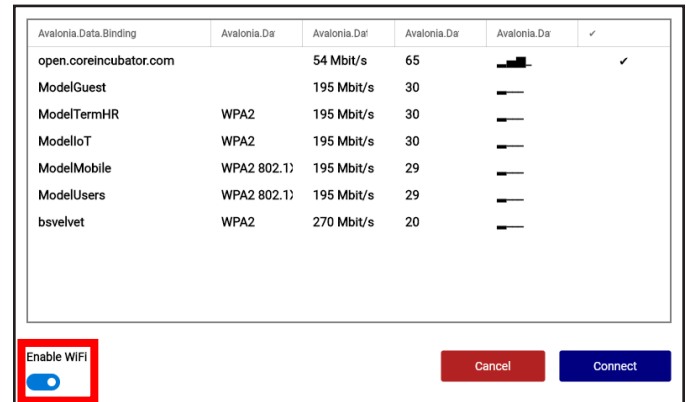 Avalonia.Data.Binding Avalonia.Da Avalonia.Dat Avalonia.Da Avalonia.Da ✓
open.coreincubator.com 54 Mbit/s 65 ✓
ModelGuest 195 Mbit/s 30
ModelTermHR WPA2 195 Mbit/s 30
ModelIoT WPA2 195 Mbit/s 30
ModelMobile WPA2 802.1X 195 Mbit/s 29
ModelUsers WPA2 802.1X 195 Mbit/s 29
bsvelvet WPA2 270 Mbit/s 20
Enable WiFi
Cancel Connect